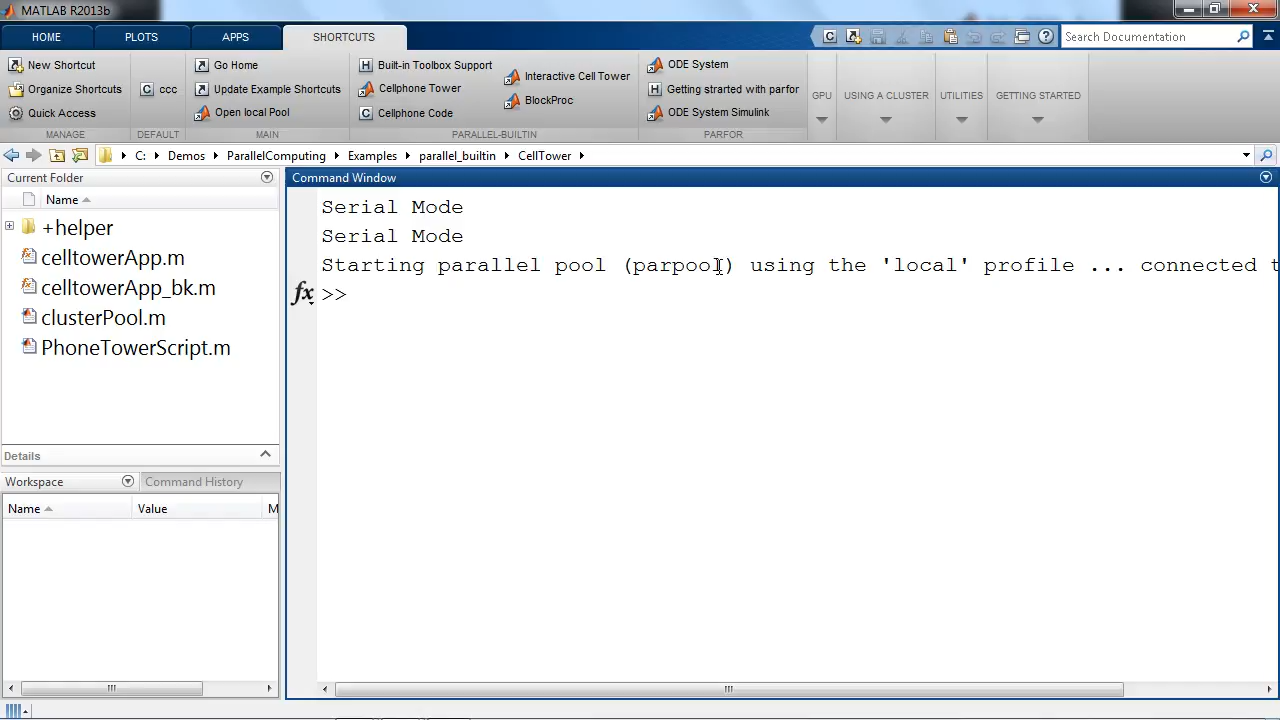 MATLAB R2013b
HOME PLOTS APPS SHORTCUTS
Search Documentation
New Shortcut
Organize Shortcuts
Quick Access
MANAGE
ccc
DEFAULT
Go Home
Update Example Shortcuts
Open local Pool
MAIN
Built-in Toolbox Support
Cellphone Tower
Cellphone Code
Interactive Cell Tower
BlockProc
PARALLEL-BUILTIN
ODE System
Getting strarted with parfor
ODE System Simulink
PARFOR
GPU
USING A CLUSTER
UTILITIES
GETTING STARTED
C: Demos ParallelComputing Examples parallel_builtin CellTower
Current Folder
Name
+helper
celltowerApp.m
celltowerApp_bk.m
clusterPool.m
PhoneTowerScript.m
Details
Workspace
Command History
Name Value M
Command Window
Serial Mode
Serial Mode
Starting parallel pool (parpool) using the 'local' profile ... connected t
fx >>